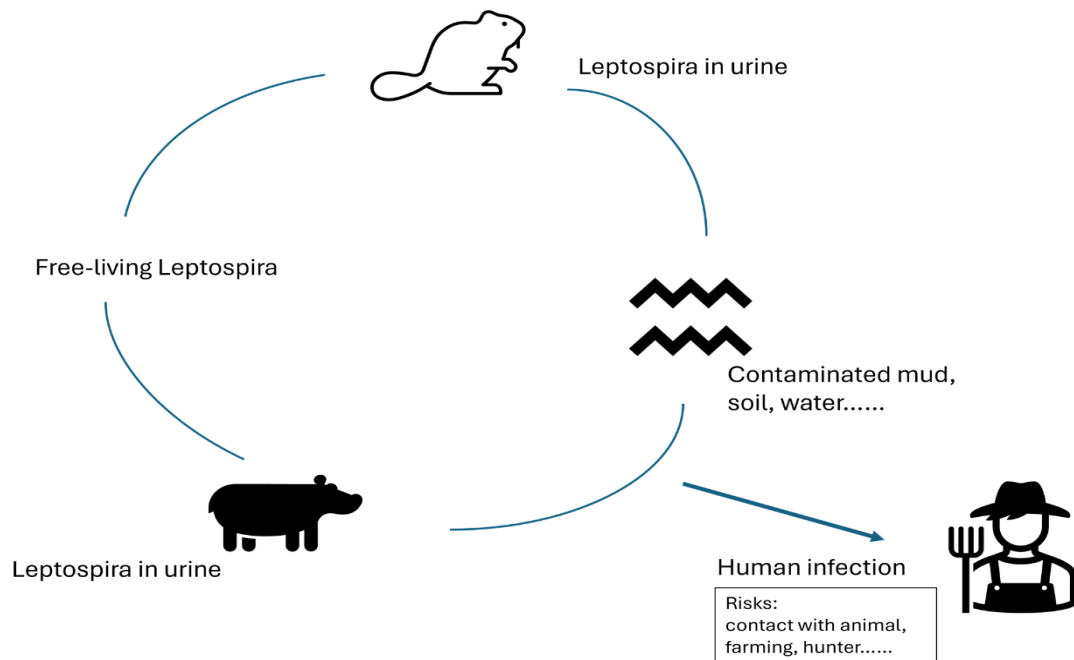 Leptospira in urine
Free-living Leptospira
Contaminated mud,
soil, water......
Leptospira in urine
Human infection
Risks:
contact with animal,
farming, hunter......